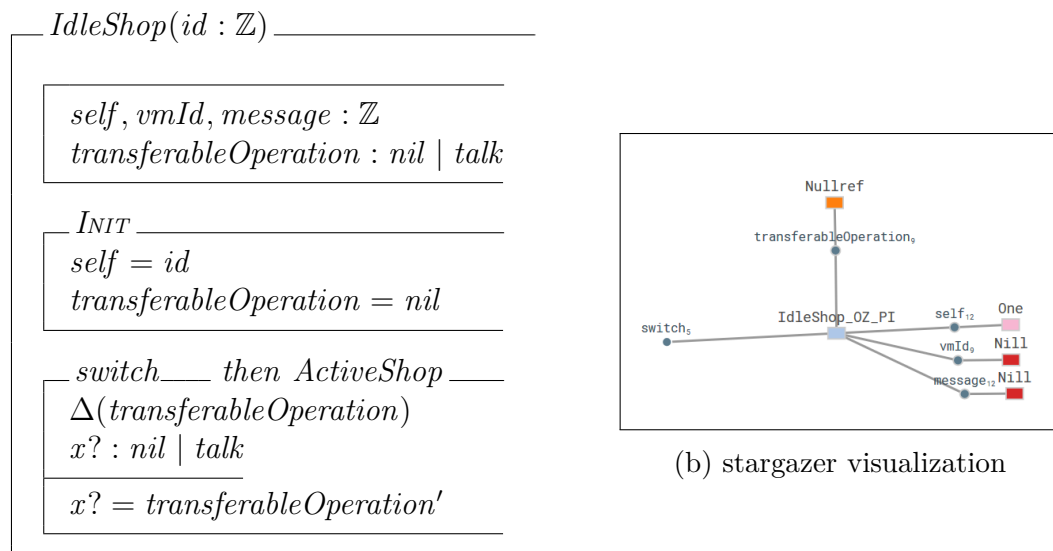 IdleShop(id : ℤ)
self, vmId, message : ℤ
transferableOperation : nil | talk
INIT
self = id
transferableOperation = nil
switch then ActiveShop
Δ(transferableOperation)
x? : nil | talk
x? = transferableOperation′
Nullref
transferableOperation₉
IdleShop_OZ_PI
switch₅
self₁₂
One
vmId₉
Nill
message₁₂
Nill
(b) stargazer visualization